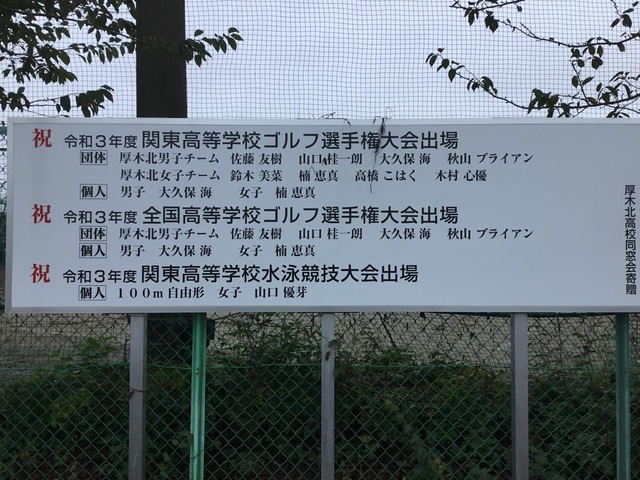 祝 令和3年度 関東高等学校ゴルフ選手権大会出場
団体 厚木北男子チーム 佐藤 友樹 山口 桂一朗 大久保 海 秋山 ブライアン
厚木北女子チーム 鈴木 美菜 楠 恵真 高橋 こはく 木村 心優
個人 男子 大久保 海 女子 楠 恵真
祝 令和3年度 全国高等学校ゴルフ選手権大会出場
団体 厚木北男子チーム 佐藤 友樹 山口 桂一朗 大久保 海 秋山 ブライアン
個人 男子 大久保 海 女子 楠 恵真
祝 令和3年度 関東高等学校水泳競技大会出場
個人 100m自由形 女子 山口 優芽
厚木北高校同窓会寄贈